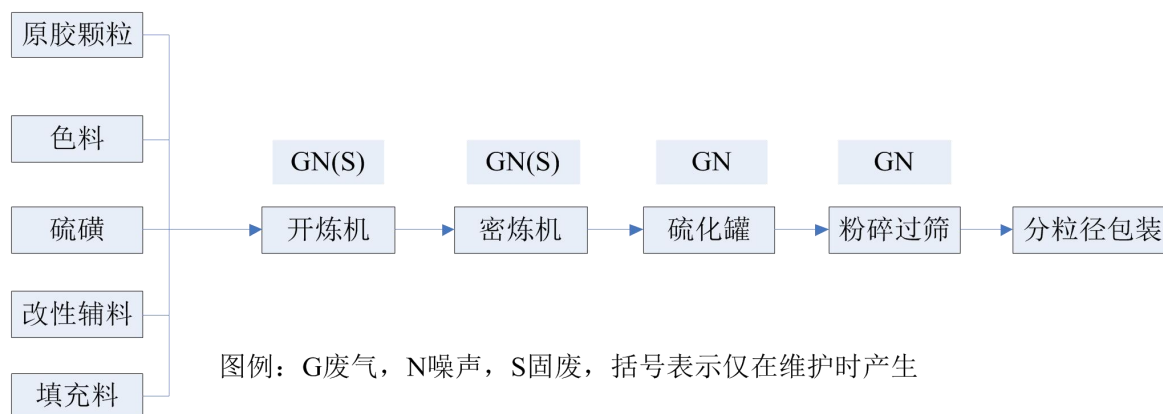 原胶颗粒
色料
硫磺
改性辅料
填充料
GN(S)
GN(S)
GN
GN
开炼机
密炼机
硫化罐
粉碎过筛
分粒径包装
图例：G废气，N噪声，S固废，括号表示仅在维护时产生